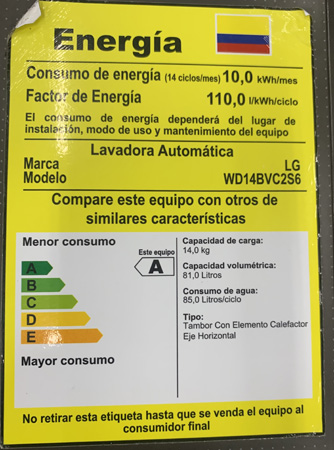 Energía
Consumo de energía (14 ciclos/mes) 10,0 kWh/mes
Factor de Energía 110,0 l/kWh/ciclo
El consumo de energía dependerá del lugar de
instalación, modo de uso y mantenimiento del equipo
Lavadora Automática
Marca LG
Modelo WD14BVC2S6
Compare este equipo con otros de
similares características
Menor consumo
Este equipo
A
A
B
C
D
E
Mayor consumo
Capacidad de carga:
14,0 kg
Capacidad volumétrica:
81,0 Litros
Consumo de agua:
85,0 Litros/ciclo
Tipo:
Tambor Con Elemento Calefactor
Eje Horizontal
No retirar esta etiqueta hasta que se venda el equipo al
consumidor final